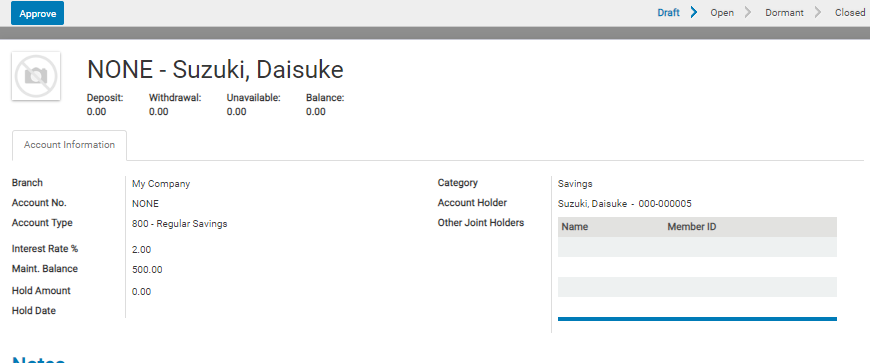 Approve
Draft Open Dormant Closed
NONE - Suzuki, Daisuke
Deposit: Withdrawal: Unavailable: Balance:
0.00 0.00 0.00 0.00
Account Information
Branch My Company Category Savings
Account No. NONE Account Holder Suzuki, Daisuke - 000-000005
Account Type 800 - Regular Savings Other Joint Holders Name Member ID
Interest Rate % 2.00
Maint. Balance 500.00
Hold Amount 0.00
Hold Date
Notes